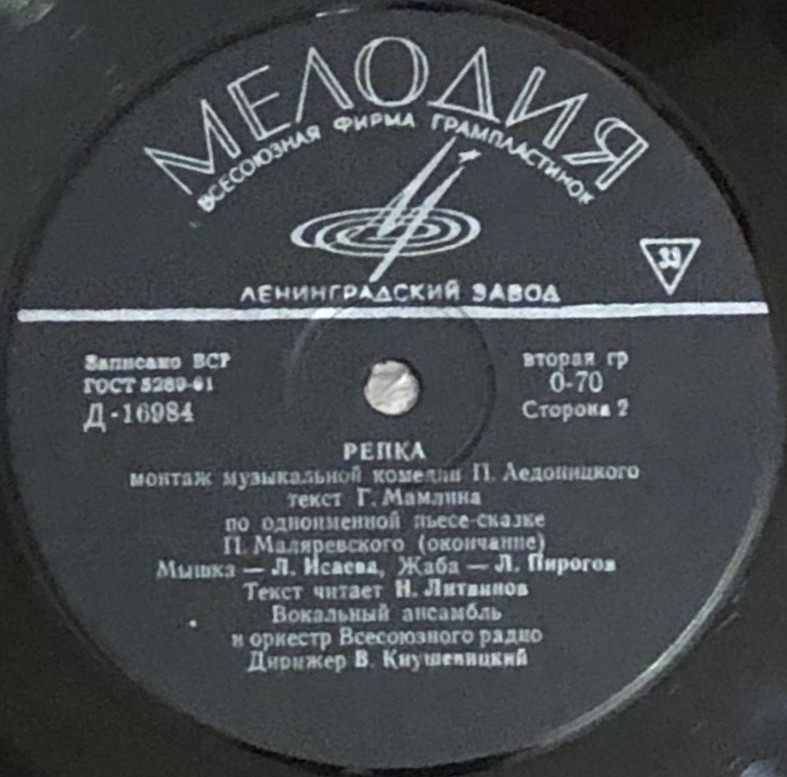 МЕЛОДИЯ
ВСЕСОЮЗНАЯ ФИРМА ГРАМПЛАСТИНОК
33
ЛЕНИНГРАДСКИЙ ЗАВОД
Записано ВСР
ГОСТ 5289-61
Д-16984
вторая гр
0-70
Сторона 2
РЕПКА
монтаж музыкальной комедии П. Аедоницкого
текст Г. Мамлина
по одноименной пьесе-сказке
П. Маляревского (окончание)
Мышка — Л. Исаева, Жаба — Л. Пирогов
Текст читает Н. Литвинов
Вокальный ансамбль
и оркестр Всесоюзного радио
Дирижер В. Кнушевицкий